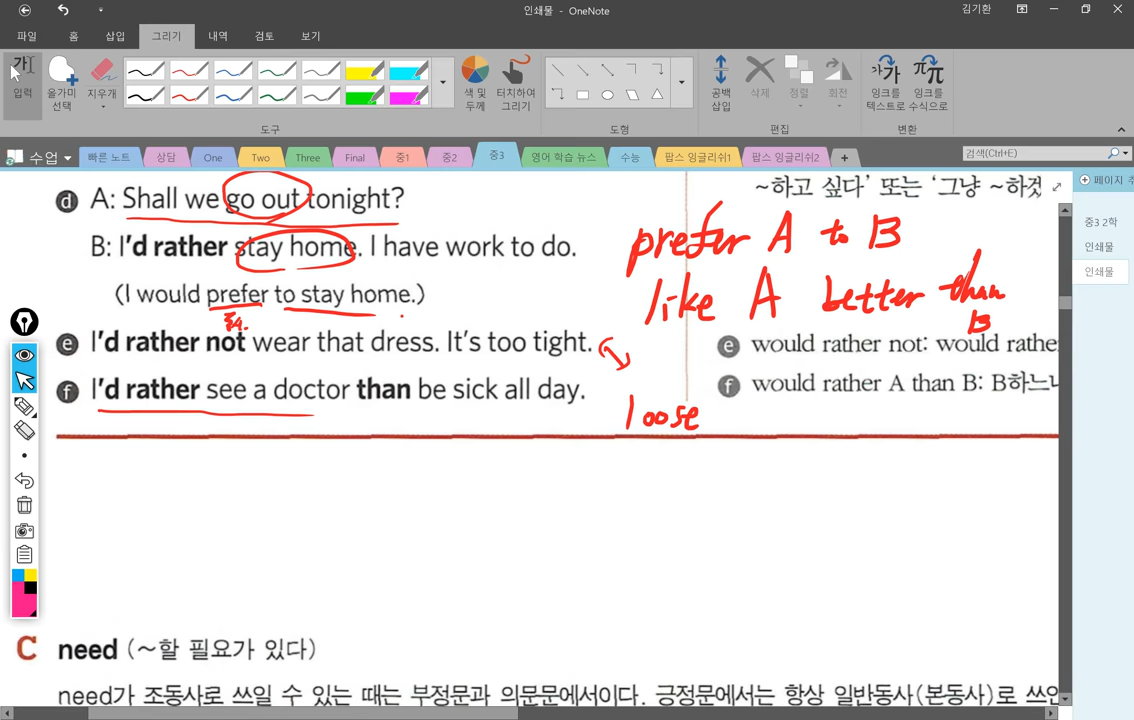 인쇄물 - OneNote
김기환
파일 홈 삽입 그리기 내역 검토 보기
입력
올가미 선택
지우개
색 및 두께
터치하여 그리기
공백 삽입
삭제
정렬
회전
잉크를 텍스트로
잉크를 수식으로
도구 도형 편집 변환
수업 빠른 노트 상담 One Two Three Final 중1 중2 중3 영어 학습 뉴스 수능 팝스 잉글리쉬1 팝스 잉글리쉬2
검색(Ctrl+E)
페이지 추
중3 2학
인쇄물
인쇄물
~하고 싶다’ 또는 ‘그냥 ~하겠
d A: Shall we go out tonight?
prefer A to B
B: I’d rather stay home. I have work to do.
(I would prefer to stay home.)
like A better than B
e I’d rather not wear that dress. It’s too tight.
e would rather not: would rathe
f I’d rather see a doctor than be sick all day.
f would rather A than B: B하느니
loose
C need (~할 필요가 있다)
need가 조동사로 쓰일 수 있는 때는 부정문과 의문문에서이다. 긍정문에서는 항상 일반동사(본동사)로 쓰인